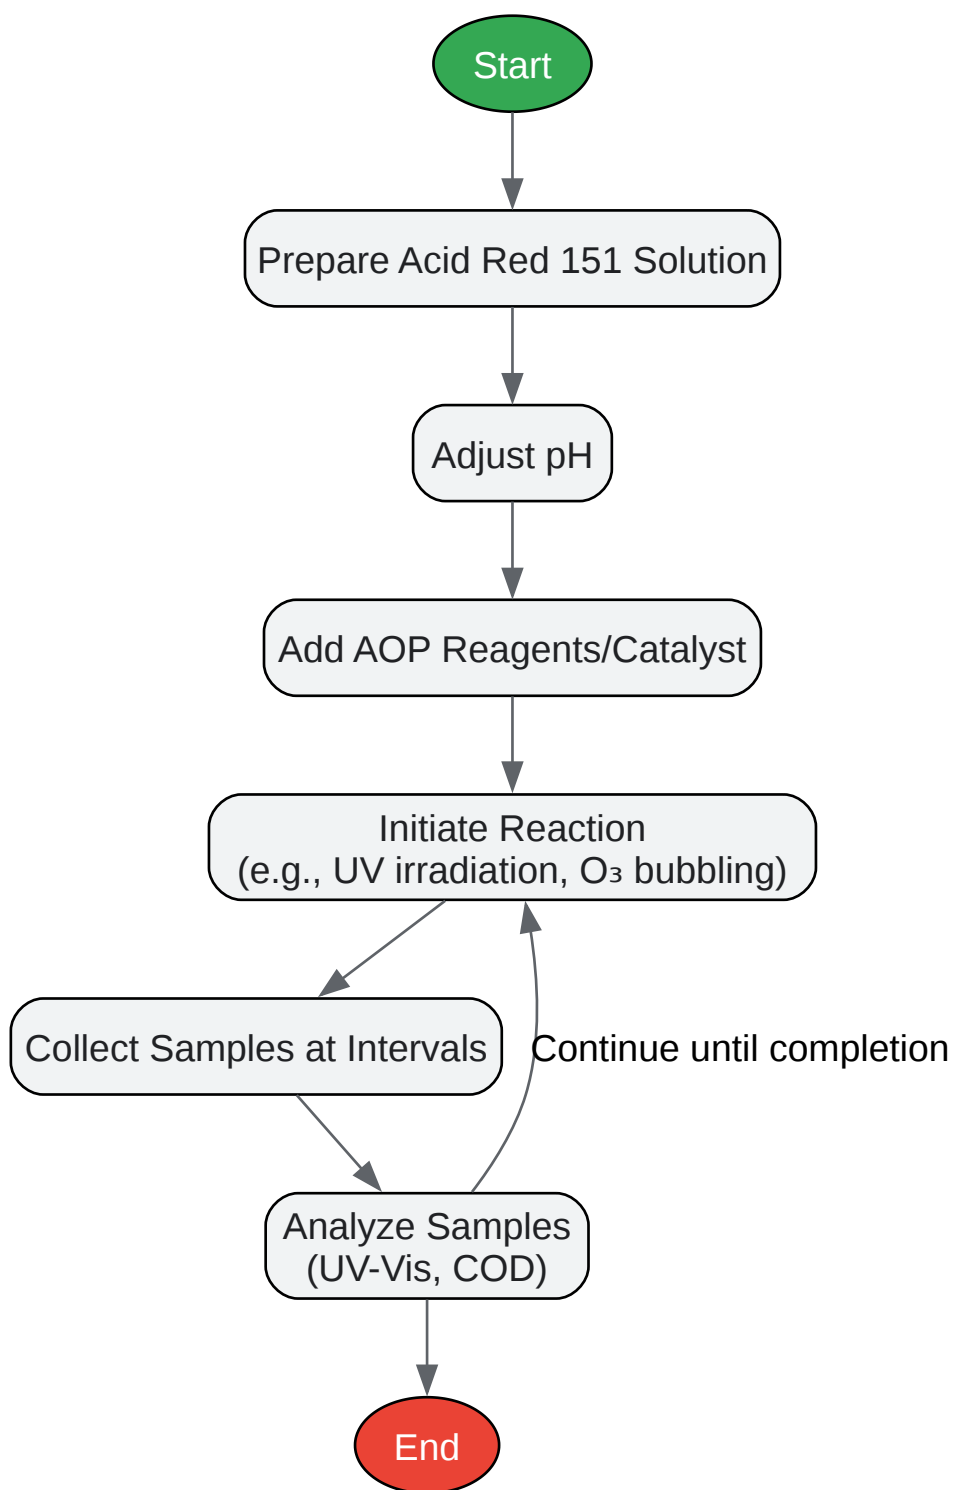 Start
Prepare Acid Red 151 Solution
Adjust pH
Add AOP Reagents/Catalyst
Initiate Reaction
(e.g., UV irradiation, O₃ bubbling)
Collect Samples at Intervals
Continue until completion
Analyze Samples
(UV-Vis, COD)
End